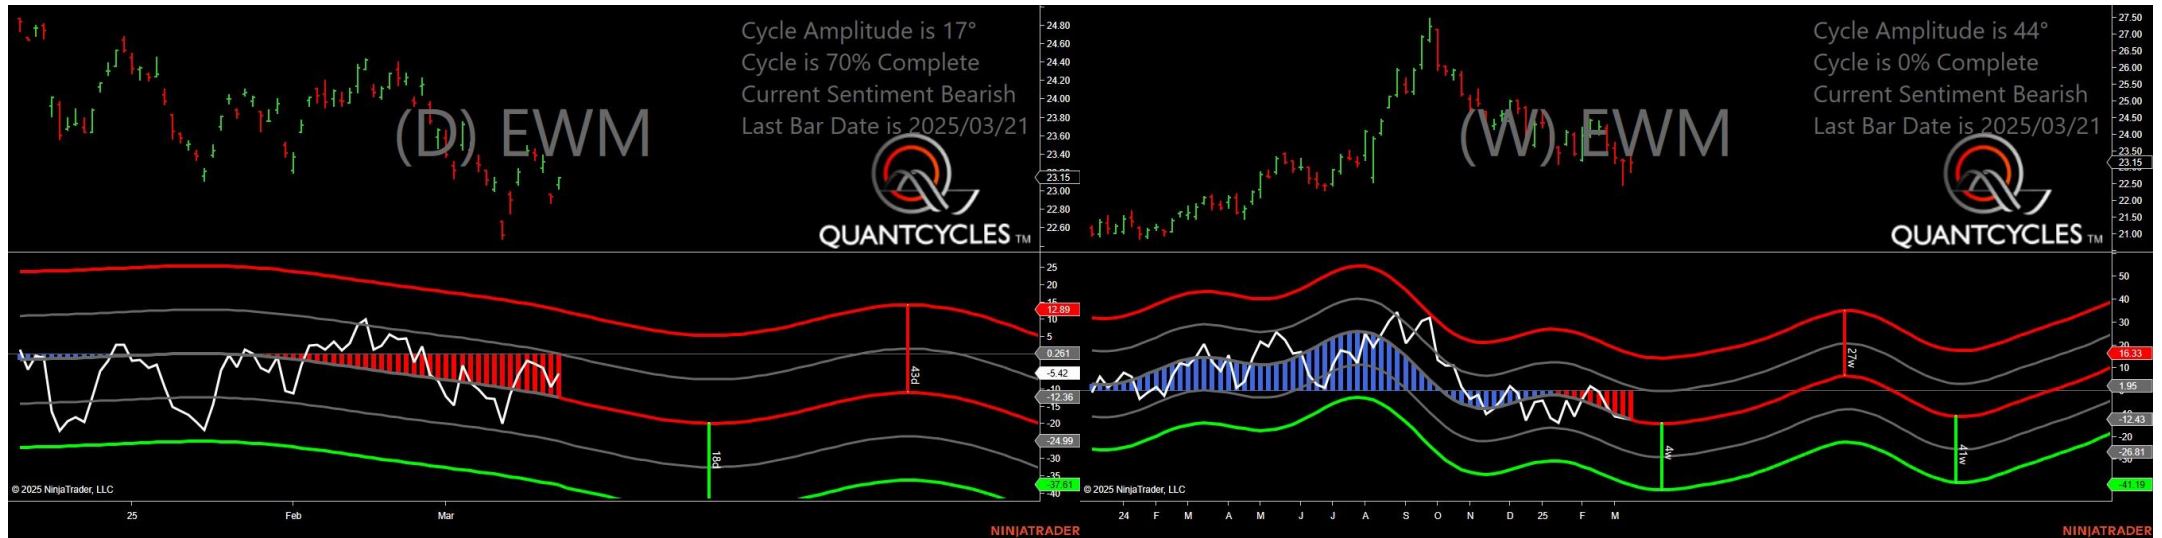 Cycle Amplitude is 17°
Cycle is 70% Complete
Current Sentiment Bearish
Last Bar Date is 2025/03/21
(D) EWM
QUANTCYCLES TM
24.80
24.60
24.40
24.20
24.00
23.80
23.60
23.40
23.15
23.00
22.80
22.60
25
20
15
12.89
10
5
0.261
-5.42
-10
-12.36
-15
-20
-24.99
-30
-35
-37.61
-40
43d
18d
© 2025 NinjaTrader, LLC
25 Feb Mar
NINJATRADER
Cycle Amplitude is 44°
Cycle is 0% Complete
Current Sentiment Bearish
Last Bar Date is 2025/03/21
(W) EWM
QUANTCYCLES TM
27.50
27.00
26.50
26.00
25.50
25.00
24.50
24.00
23.50
23.15
22.50
22.00
21.50
21.00
50
40
30
20
16.33
10
1.95
-12.43
-20
-26.81
-41.19
27w
4w
41w
© 2025 NinjaTrader, LLC
24 F M A M J J A S O N D 25 F M
NINJATRADER